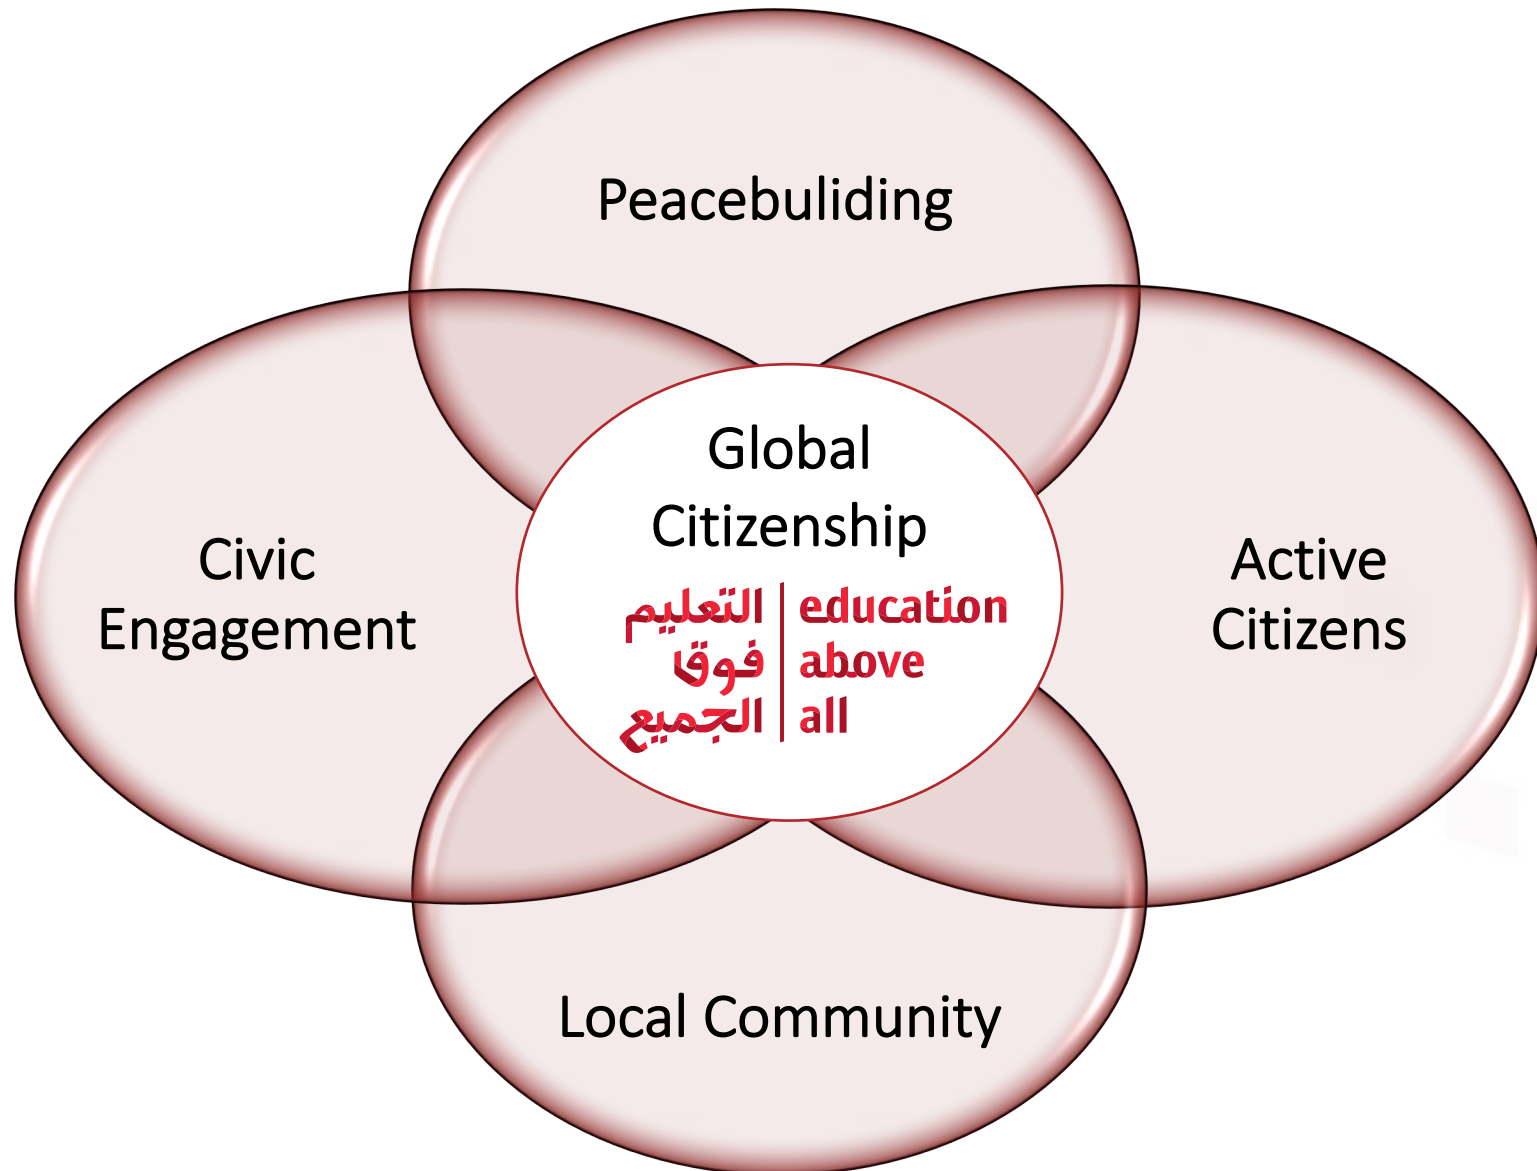 Peacebuliding
Global
Citizenship
التعليم
فوق
الجميع
education
above
all
Civic
Engagement
Active
Citizens
Local Community